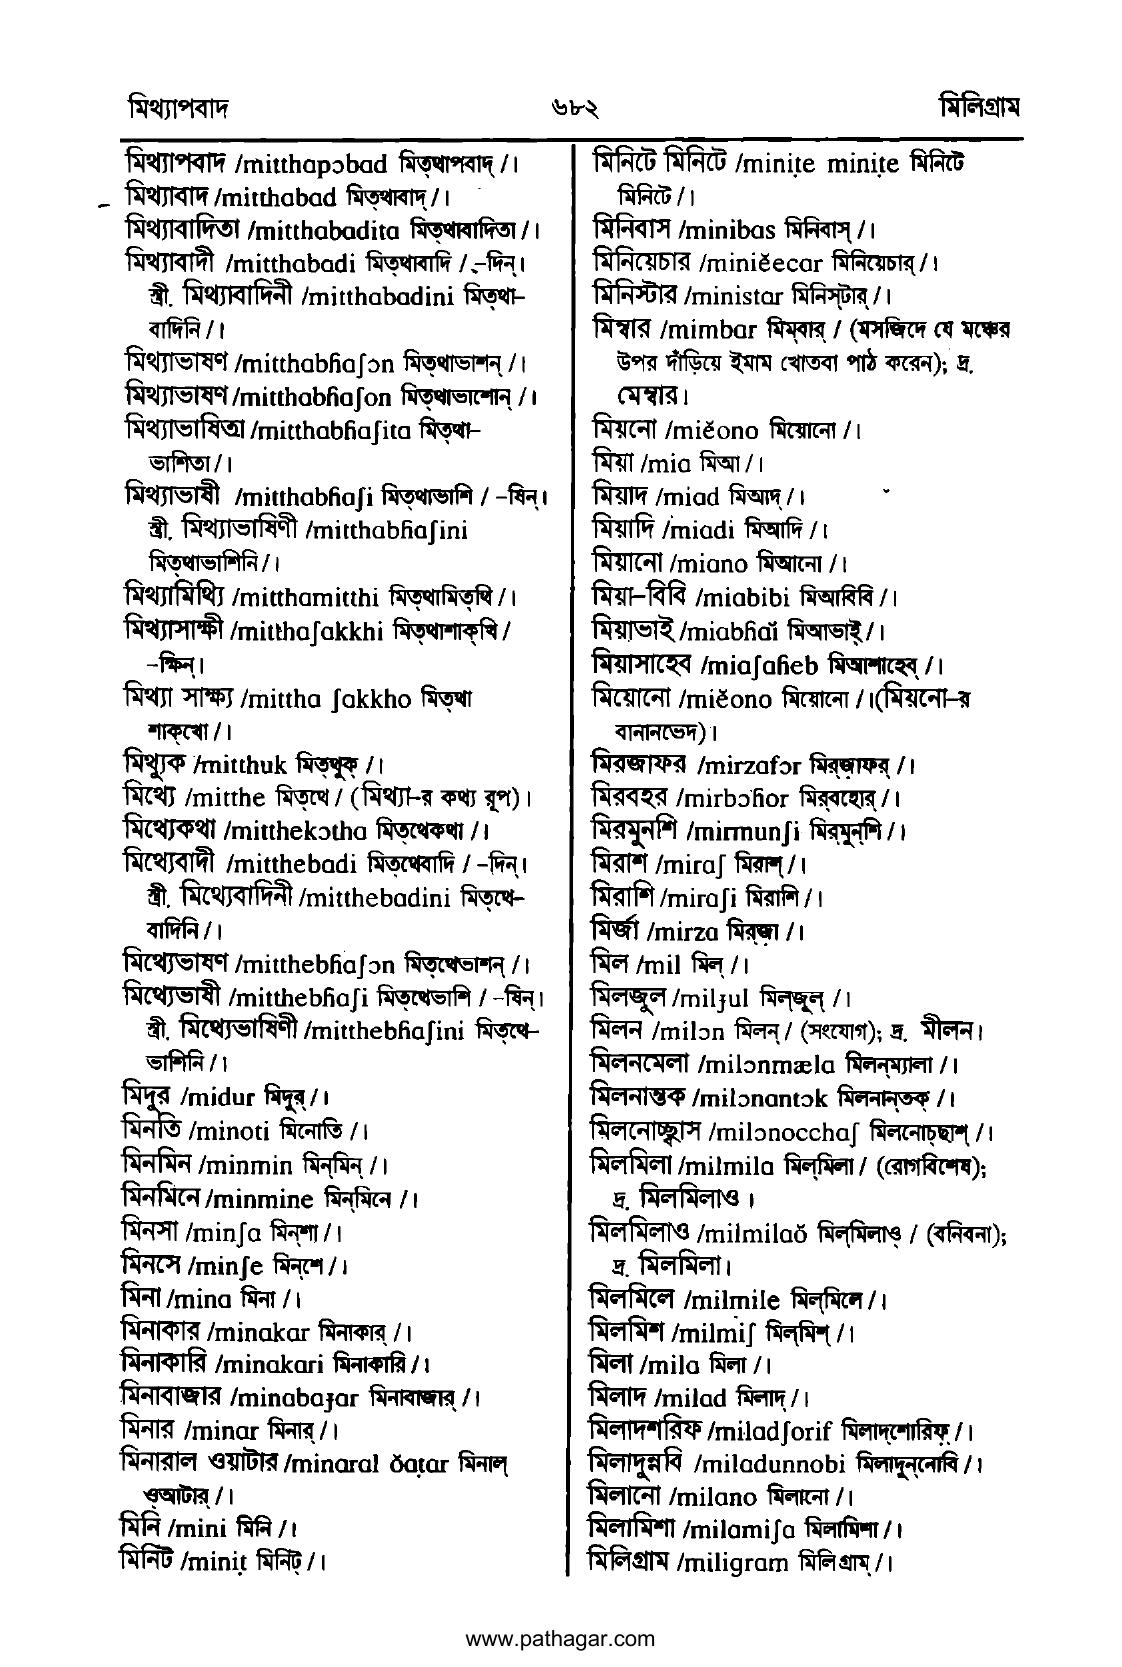 মিথ্যাপবাদ ৬৮২ মিলিগ্রাম
মিথ্যাপবাদ /mitthapɔbad মিত্থাপবাদ্ /।
মিথ্যাবাদ /mitthabad মিত্থাবাদ্ /।
মিথ্যাবাদিতা /mitthabadita মিত্থাবাদিতা /।
মিথ্যাবাদী /mitthabadi মিত্থাবাদি / -দিন্।
স্ত্রী. মিথ্যাবাদিনী /mitthabadini মিত্থা-
বাদিনি /।
মিথ্যাভাষণ /mitthabɦaʃɔn মিত্থাভাশন্ /।
মিথ্যাভাষণ /mitthabɦaʃon মিত্থাভাশোন্ /।
মিথ্যাভাষিতা /mitthabɦaʃita মিত্থা-
ভাশিতা /।
মিথ্যাভাষী /mitthabɦaʃi মিত্থাভাশি / -ষিন্।
স্ত্রী. মিথ্যাভাষিণী /mitthabɦaʃini
মিত্থাভাশিনি /।
মিথ্যামিথ্যি /mitthamitthi মিত্থামিত্থি /।
মিথ্যাসাক্ষী /mitthaʃakkhi মিত্থাশাক্খি /
-ক্ষিন্।
মিথ্যা সাক্ষ্য /mittha ʃakkho মিত্থা
শাক্খো /।
মিথ্যুক /mitthuk মিত্থুক্ /।
মিথ্যে /mitthe মিত্থে / (মিথ্যা-র কথ্য রূপ)।
মিথ্যেকথা /mitthekɔtha মিত্থেকথা /।
মিথ্যেবাদী /mitthebadi মিত্থেবাদি / -দিন্।
স্ত্রী. মিথ্যেবাদিনী /mitthebadini মিত্থে-
বাদিনি /।
মিথ্যেভাষণ /mitthebɦaʃɔn মিত্থেভাশন্ /।
মিথ্যেভাষী /mitthebɦaʃi মিত্থেভাশি / -ষিন্।
স্ত্রী. মিথ্যেভাষিণী /mitthebɦaʃini মিত্থে-
ভাশিনি /।
মিদুর /midur মিদুর্ /।
মিনতি /minoti মিনোতি /।
মিনমিন /minmin মিন্‌মিন্ /।
মিনমিনে /minmine মিন্‌মিনে /।
মিনসা /minʃa মিন্‌শা /।
মিনসে /minʃe মিন্‌শে /।
মিনা /mina মিনা /।
মিনাকার /minakar মিনাকার্ /।
মিনাকারি /minakari মিনাকারি /।
মিনাবাজার /minabaɟar মিনাবাজার্ /।
মিনার /minar মিনার্ /।
মিনারাল ওয়াটার /minaral ŏaṭar মিনাল্
ও্আটার্ /।
মিনি /mini মিনি /।
মিনিট /miniṭ মিনিট্ /।
মিনিটে মিনিটে /miniṭe miniṭe মিনিটে
মিনিটে /।
মিনিবাস /minibas মিনিবাস্ /।
মিনিয়েচার /miniĕecar মিনিয়েচার্ /।
মিনিস্টার /ministar মিনিস্‌টার্ /।
মিম্বার /mimbar মিম্‌বার্ / (মসজিদে যে মঞ্চের
উপর দাঁড়িয়ে ইমাম খোতবা পাঠ করেন); দ্র.
মেম্বার।
মিয়নো /miĕono মিয়োনো /।
মিয়া /mia মিআ /।
মিয়াদ /miad মিআদ্ /।
মিয়াদি /miadi মিআদি /।
মিয়ানো /miano মিআনো /।
মিয়া-বিবি /miabibi মিআবিবি /।
মিয়াভাই /miabɦaĭ মিআভাই্ /।
মিয়াসাহেব /miaʃaɦeb মিআশাহেব্ /।
মিয়োনো /miĕono মিয়োনো /।(মিয়নো-র
বানানভেদ)।
মিরজাফর /mirzafɔr মির্‌জ়াফর্ /।
মিরবহর /mirbɔɦor মির্‌বহোর্ /।
মিরমুনশি /mirmunʃi মির্‌মুন্‌শি /।
মিরাশ /miraʃ মিরাশ্ /।
মিরাশি /miraʃi মিরাশি /।
মির্জা /mirza মির্‌জ়া /।
মিল /mil মিল্ /।
মিলজুল /milɟul মিল্‌জুল্ /।
মিলন /milɔn মিলন্ / (সংযোগ); দ্র. মীলন।
মিলনমেলা /milɔnmæla মিলন্‌ম্যালা /।
মিলনান্তক /milɔnantɔk মিলনান্‌তক্ /।
মিলনোচ্ছ্বাস /milɔnocchaʃ মিলনোচ্ছাশ্ /।
মিলমিলা /milmila মিল্‌মিলা / (রোগবিশেষ);
দ্র. মিলমিলাও ।
মিলমিলাও /milmilaŏ মিল্‌মিলাও্ / (বনিবনা);
দ্র. মিলমিলা।
মিলমিলে /milmile মিল্‌মিলে /।
মিলমিশ /milmiʃ মিল্‌মিশ্ /।
মিলা /mila মিলা /।
মিলাদ /milad মিলাদ্ /।
মিলাদশরিফ /miladʃorif মিলাদ্‌শোরিফ্ /।
মিলাদুন্নবি /miladunnobi মিলাদুন্‌নোবি /।
মিলানো /milano মিলানো /।
মিলামিশা /milamiʃa মিলামিশা /।
মিলিগ্রাম /miligram মিলিগ্রাম্ /।
www.pathagar.com